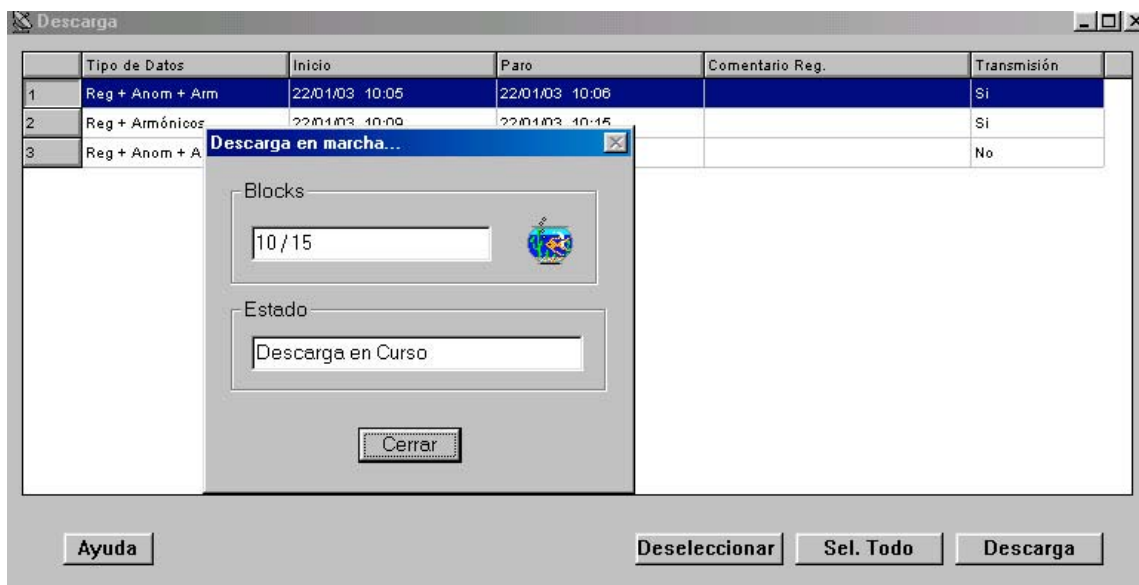 Descarga
Tipo de Datos Inicio Paro Comentario Reg. Transmisión
1 Reg + Anom + Arm 22/01/03 10:05 22/01/03 10:06 Si
2 Reg + Armónicos 22/01/03 10:09 22/01/03 10:15 Si
3 Reg + Anom + A No
Descarga en marcha...
Blocks
10 / 15
Estado
Descarga en Curso
Cerrar
Ayuda Deseleccionar Sel. Todo Descarga